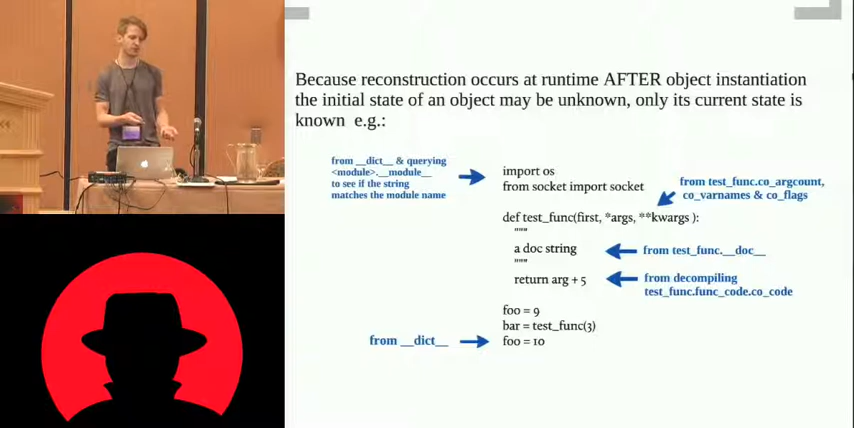 Because reconstruction occurs at runtime AFTER object instantiation
the initial state of an object may be unknown, only its current state is
known e.g.:
from __dict__ & querying
<module>.__module__
to see if the string
matches the module name
import os
from socket import socket
from test_func.co_argcount,
co_varnames & co_flags
def test_func(first, *args, **kwargs ):
"""
a doc string
"""
from test_func.__doc__
return arg + 5
from decompiling
test_func.func_code.co_code
foo = 9
bar = test_func(3)
foo = 10
from __dict__